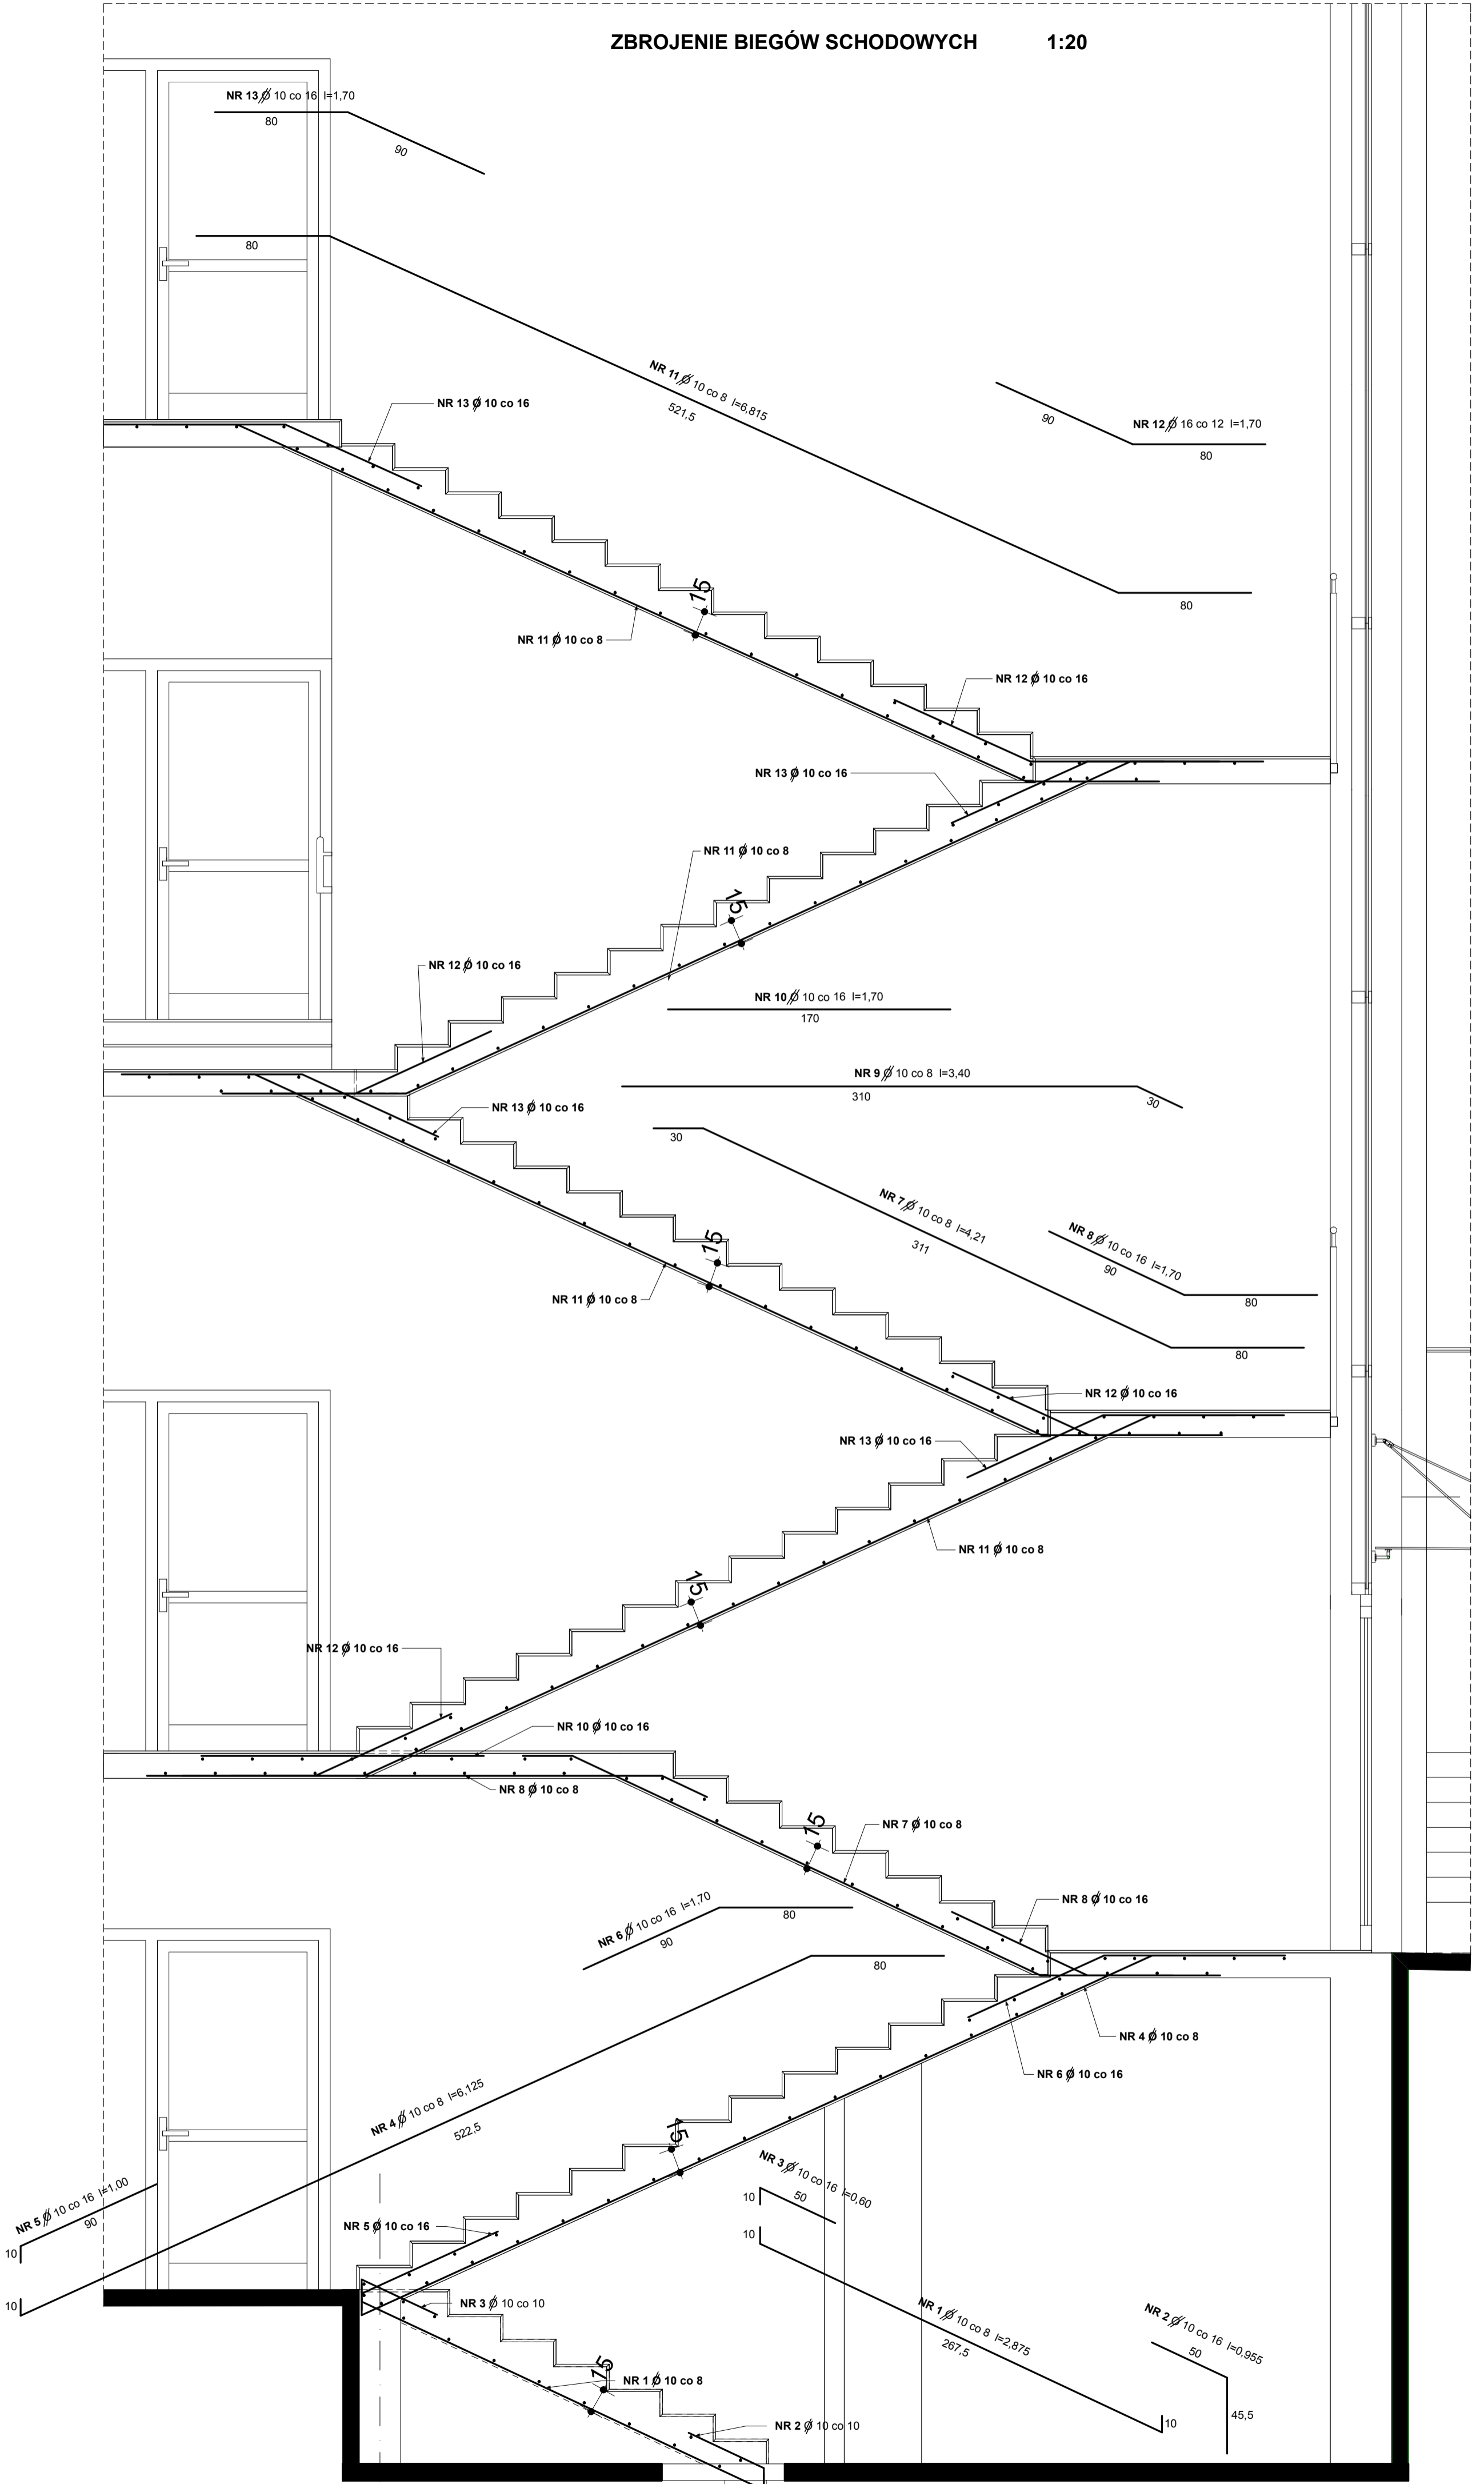 ZBROJENIE BIEGÓW SCHODOWYCH 1:20
NR 13 Ø 10 co 16 l=1,70
80
90
80
NR 11 Ø 10 co 8 l=6,815
521,5
80
90
NR 12 Ø 16 co 12 l=1,70
80
NR 13 Ø 10 co 16
15
NR 11 Ø 10 co 8
NR 12 Ø 10 co 16
NR 13 Ø 10 co 16
NR 11 Ø 10 co 8
15
NR 12 Ø 10 co 16
NR 10 Ø 10 co 16 l=1,70
170
NR 9 Ø 10 co 8 l=3,40
310
30
NR 13 Ø 10 co 16
30
NR 7 Ø 10 co 8 l=4,21
311
80
NR 8 Ø 10 co 16 l=1,70
90
80
15
NR 11 Ø 10 co 8
NR 12 Ø 10 co 16
NR 13 Ø 10 co 16
NR 11 Ø 10 co 8
15
NR 12 Ø 10 co 16
NR 10 Ø 10 co 16
NR 8 Ø 10 co 8
15
NR 7 Ø 10 co 8
NR 8 Ø 10 co 16
NR 6 Ø 10 co 16 l=1,70
90
80
80
NR 4 Ø 10 co 8 l=6,125
522,5
10
NR 4 Ø 10 co 8
NR 6 Ø 10 co 16
15
NR 5 Ø 10 co 16 l=1,00
90
10
NR 5 Ø 10 co 16
NR 3 Ø 10 co 16 l=0,60
50
10
10
NR 1 Ø 10 co 8 l=2,875
267,5
10
NR 2 Ø 10 co 16 l=0,955
50
45,5
NR 3 Ø 10 co 10
15
NR 1 Ø 10 co 8
NR 2 Ø 10 co 10